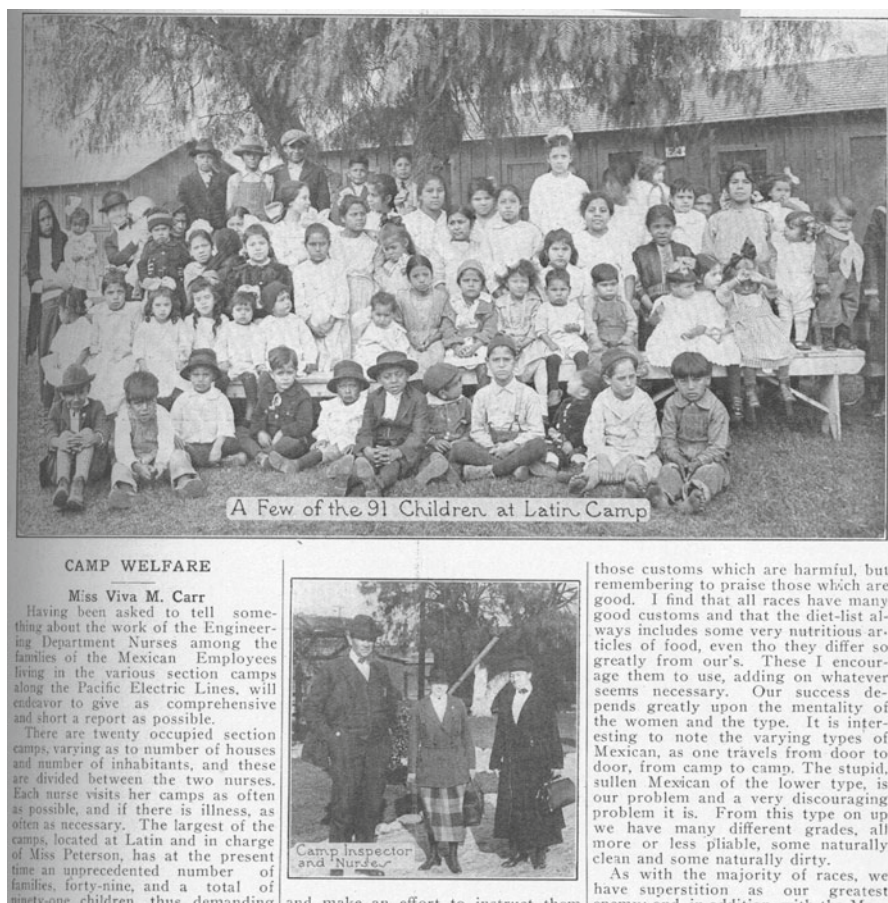 A Few of the 91 Children at Latin Camp
CAMP WELFARE
Miss Viva M. Carr
Having been asked to tell some-
thing about the work of the Engineer-
ing Department Nurses among the
families of the Mexican Employees
living in the various section camps
along the Pacific Electric Lines, will
endeavor to give as comprehensive
and short a report as possible.
There are twenty occupied section
camps, varying as to number of houses
and number of inhabitants, and these
are divided between the two nurses.
Each nurse visits her camps as often
as possible, and if there is illness, as
often as necessary. The largest of the
camps, located at Latin and in charge
of Miss Peterson, has at the present
time an unprecedented number of
families, forty-nine, and a total of
ninety-one children, thus demanding
Camp Inspector
and Nurses
and make an effort to instruct them
those customs which are harmful, but
remembering to praise those which are
good. I find that all races have many
good customs and that the diet-list al-
ways includes some very nutritious ar-
ticles of food, even tho they differ so
greatly from our's. These I encour-
age them to use, adding on whatever
seems necessary. Our success de-
pends greatly upon the mentality of
the women and the type. It is inter-
esting to note the varying types of
Mexican, as one travels from door to
door, from camp to camp. The stupid,
sullen Mexican of the lower type, is
our problem and a very discouraging
problem it is. From this type on up
we have many different grades, all
more or less pliable, some naturally
clean and some naturally dirty.
As with the majority of races, we
have superstition as our greatest
enemy and in addition with the